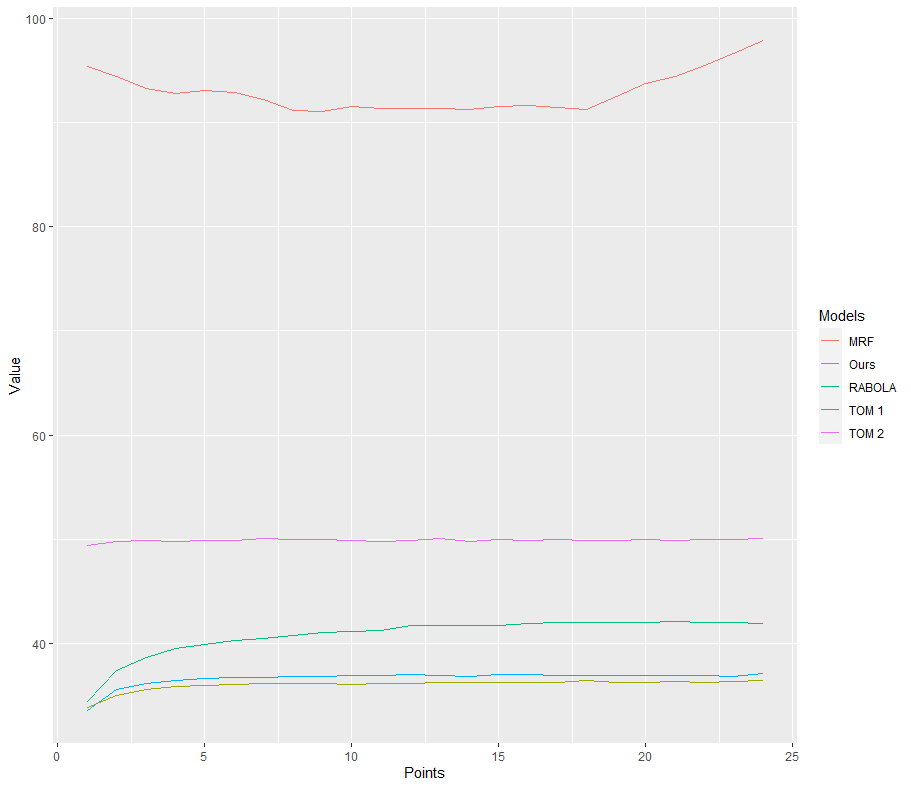 100
80
60
40
Value
0
5
10
15
20
25
Points
Models
MRF
Ours
RABOLA
TOM 1
TOM 2